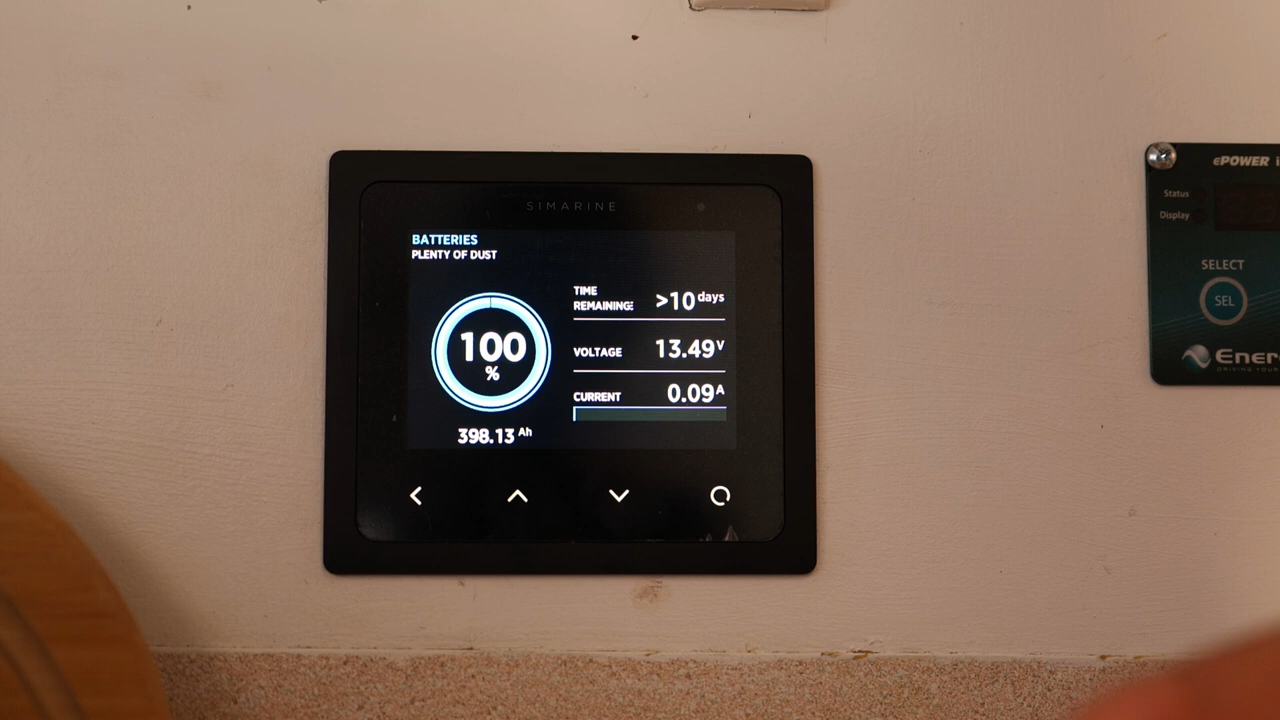 SIMARINE
BATTERIES
PLENTY OF DUST
TIME
REMAINING: >10 days
100
%
VOLTAGE 13.49 V
CURRENT 0.09 A
398.13 Ah
ePOWER
Status
Display
SELECT
SEL
Ener